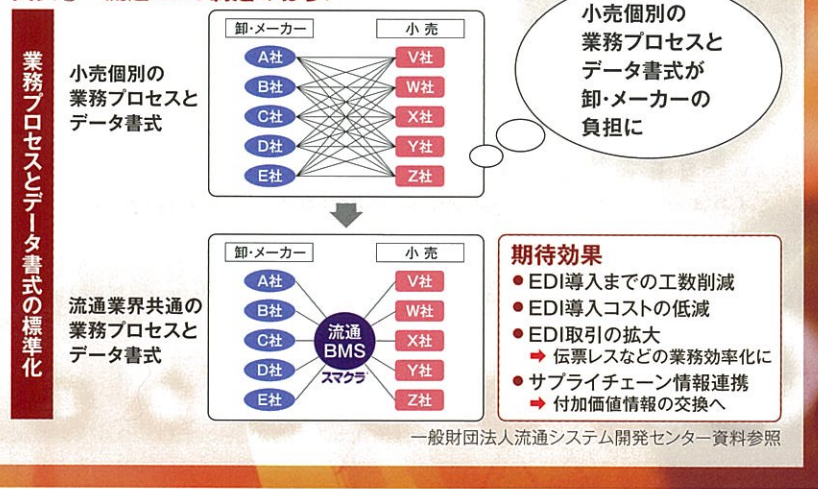 業務プロセスとデータ書式の標準化
小売個別の
業務プロセスと
データ書式
卸・メーカー
小売
A社
V社
B社
W社
C社
X社
D社
Y社
E社
Z社
小売個別の
業務プロセスと
データ書式が
卸・メーカーの
負担に
流通業界共通の
業務プロセスと
データ書式
卸・メーカー
小売
A社
V社
B社
W社
C社
X社
D社
Y社
E社
Z社
流通
BMS
スマクラ
期待効果
● EDI導入までの工数削減
● EDI導入コストの低減
● EDI取引の拡大
➡ 伝票レスなどの業務効率化に
● サプライチェーン情報連携
➡ 付加価値情報の交換へ
一般財団法人流通システム開発センター資料参照